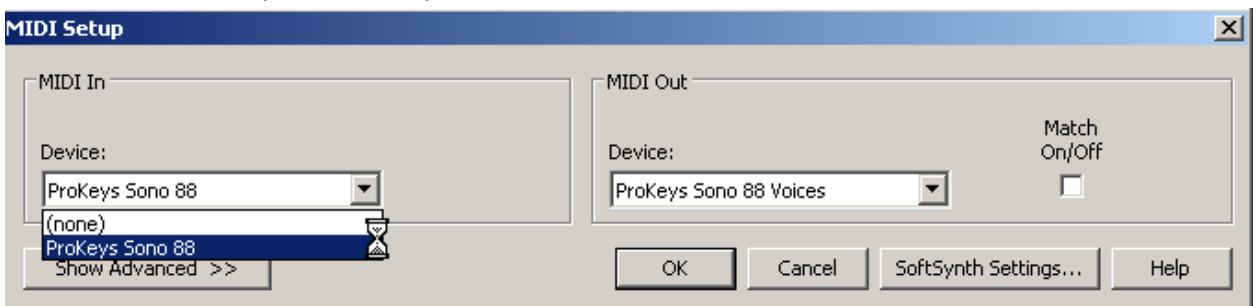 MIDI Setup
MIDI In
Device:
ProKeys Sono 88
(none)
ProKeys Sono 88
Show Advanced >>
MIDI Out
Device:
Match
On/Off
ProKeys Sono 88 Voices
OK
Cancel
SoftSynth Settings...
Help